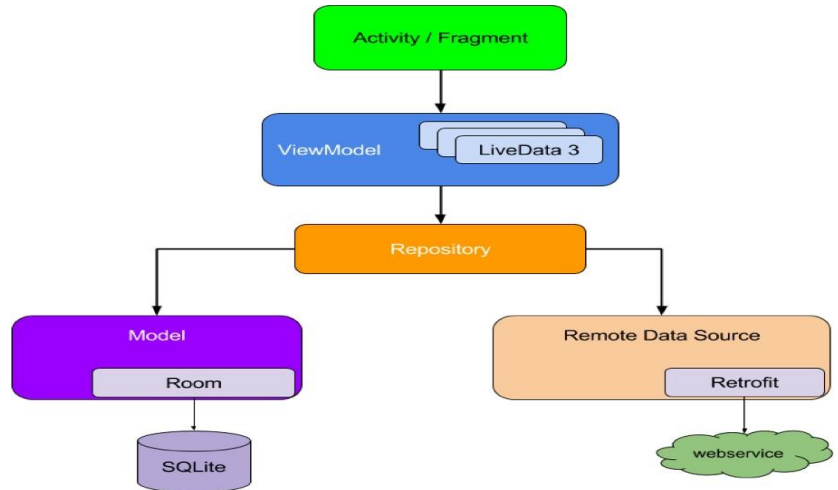 Activity / Fragment
ViewModel
LiveData 3
Repository
Model
Remote Data Source
Room
Retrofit
SQLite
webservice